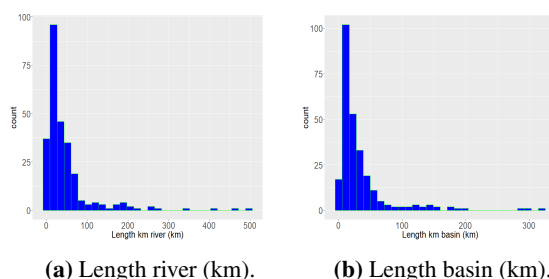 100
75
50
25
0
count
0 100 200 300 400 500
Length km river (km)
(a) Length river (km).
100
75
50
25
0
count
0 100 200 300
Length km basin (km)
(b) Length basin (km).